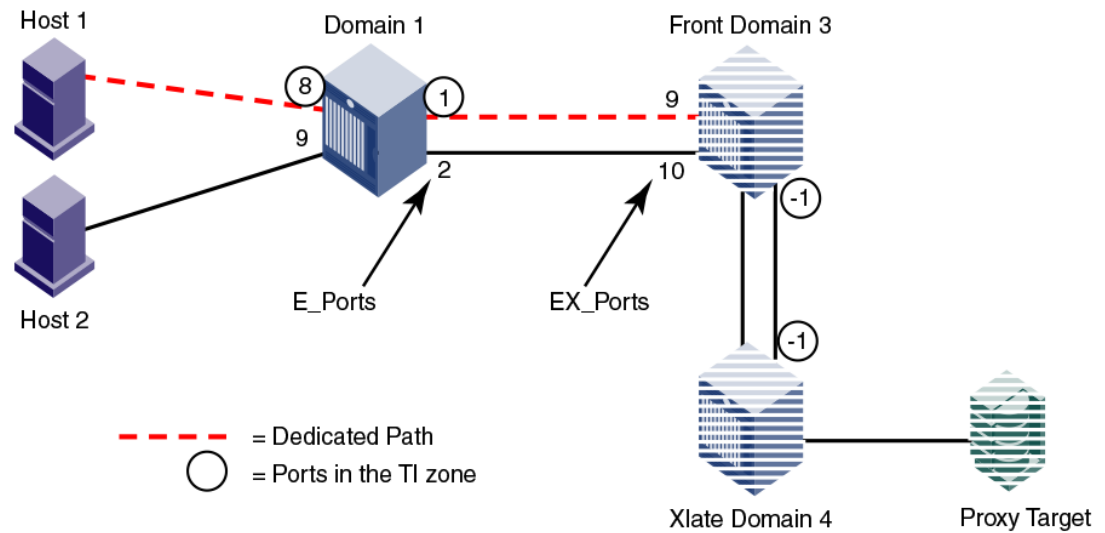 Host 1
Domain 1
Front Domain 3
8
1
9
9
2
10
-1
E_Ports
EX_Ports
Host 2
-1
= Dedicated Path
= Ports in the TI zone
Xlate Domain 4
Proxy Target